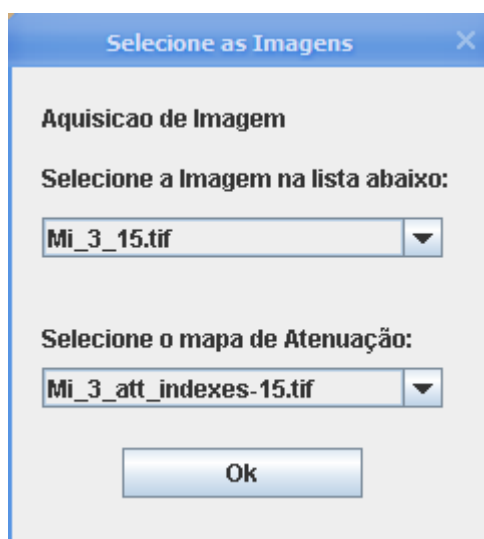 Selecione as Imagens
Aquisicao de Imagem
Selecione a Imagem na lista abaixo:
Mi_3_15.tif
Selecione o mapa de Atenuação:
Mi_3_att_indexes-15.tif
Ok